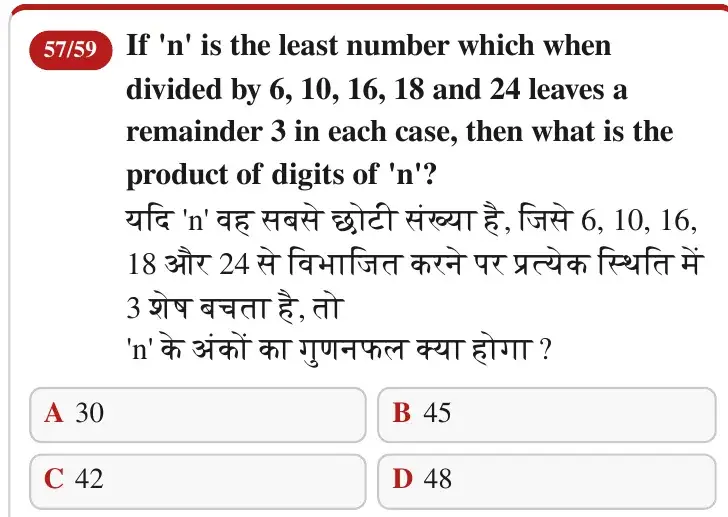 57/59 If 'n' is the least number which when
divided by 6, 10, 16, 18 and 24 leaves a
remainder 3 in each case, then what is the
product of digits of 'n'?
यदि 'n' वह सबसे छोटी संख्या है, जिसे 6, 10, 16,
18 और 24 से विभाजित करने पर प्रत्येक स्थिति में
3 शेष बचता है, तो
'n' के अंकों का गुणनफल क्या होगा ?
A 30
B 45
C 42
D 48